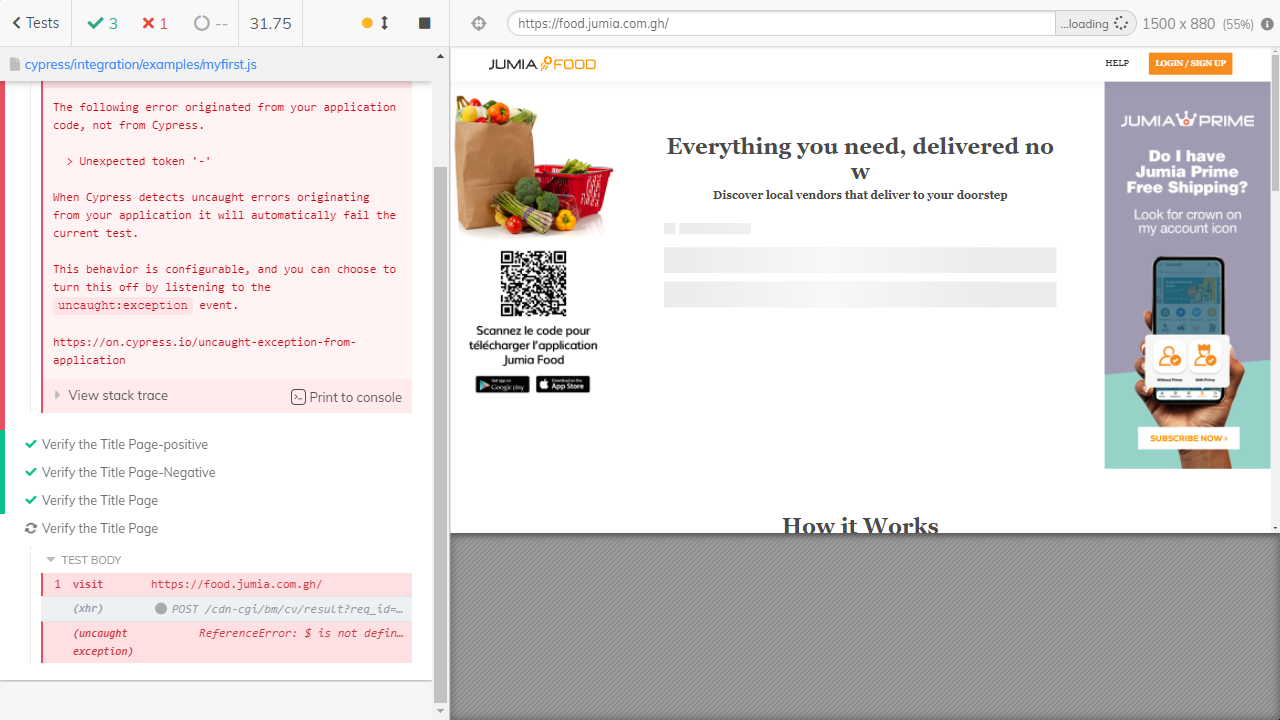 Tests
3
1
--
31.75
https://food.jumia.com.gh/
...loading
1500 x 880 (55%)
cypress/integration/examples/myfirst.js
The following error originated from your application
code, not from Cypress.
> Unexpected token '-'
When Cypress detects uncaught errors originating
from your application it will automatically fail the
current test.
This behavior is configurable, and you can choose to
turn this off by listening to the
uncaught:exception event.
https://on.cypress.io/uncaught-exception-from-
application
View stack trace
Print to console
Verify the Title Page-positive
Verify the Title Page-Negative
Verify the Title Page
Verify the Title Page
TEST BODY
1 visit https://food.jumia.com.gh/
(xhr) POST /cdn-cgi/bm/cv/result?req_id=…
(uncaught ReferenceError: $ is not defin…
exception)
JUMIA FOOD
HELP
LOGIN / SIGN UP
Everything you need, delivered no
w
Discover local vendors that deliver to your doorstep
Scannez le code pour
télécharger l'application
Jumia Food
Google play
App Store
How it Works
JUMIA PRIME
Do I have
Jumia Prime
Free Shipping?
Look for crown on
my account icon
Without Prime
With Prime
SUBSCRIBE NOW ›